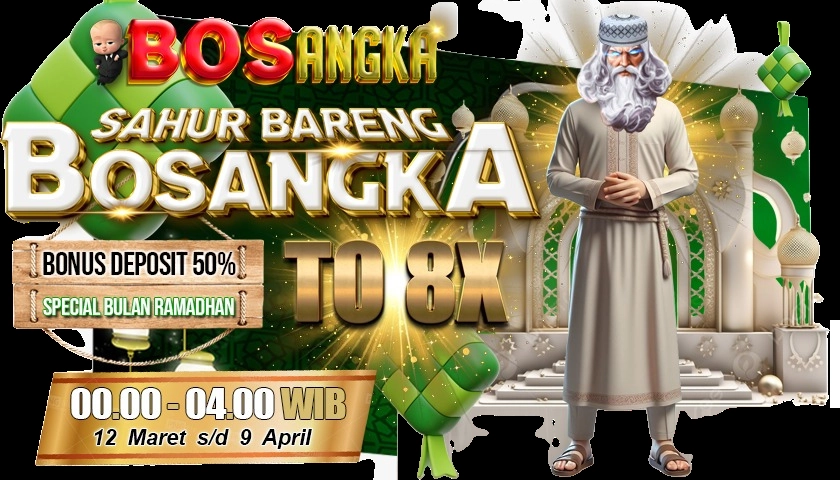 BOSANGKA
SAHUR BARENG
BOSANGKA
BONUS DEPOSIT 50%
SPECIAL BULAN RAMADHAN
TO 8X
00.00 - 04.00 WIB
12 Maret s/d 9 April